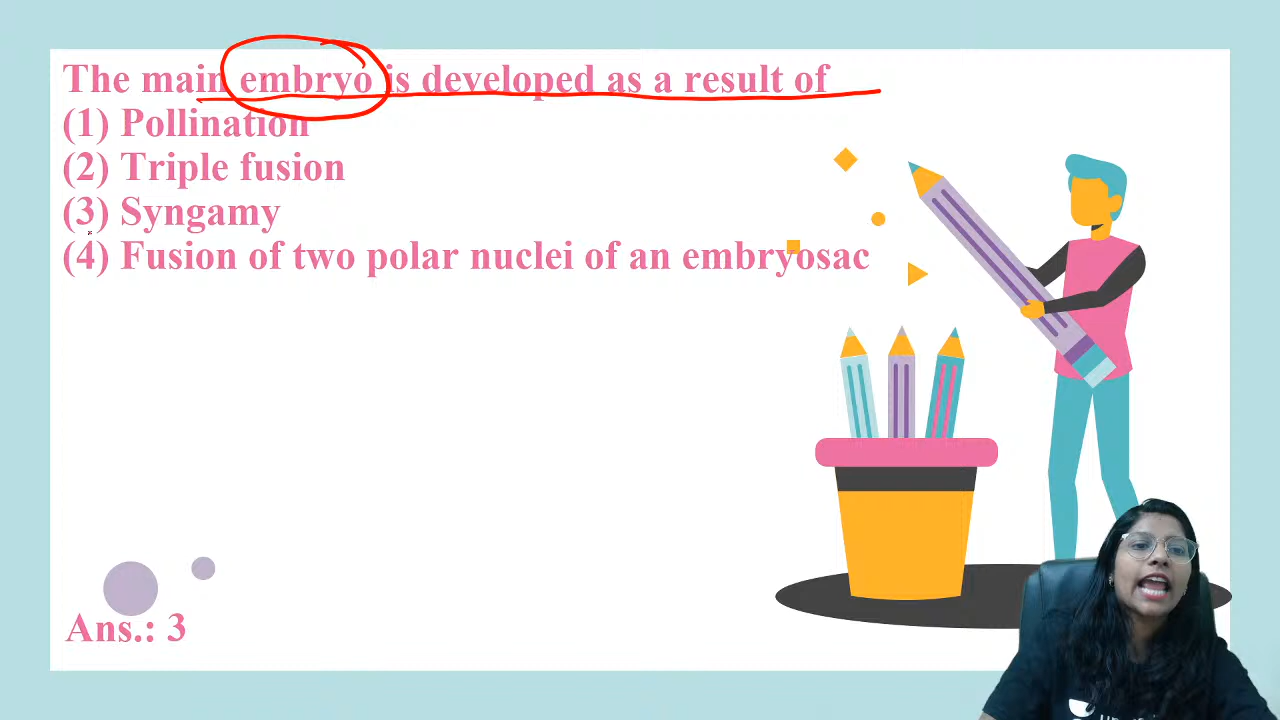 The main embryo is developed as a result of
(1) Pollination
(2) Triple fusion
(3) Syngamy
(4) Fusion of two polar nuclei of an embryosac
Ans.: 3